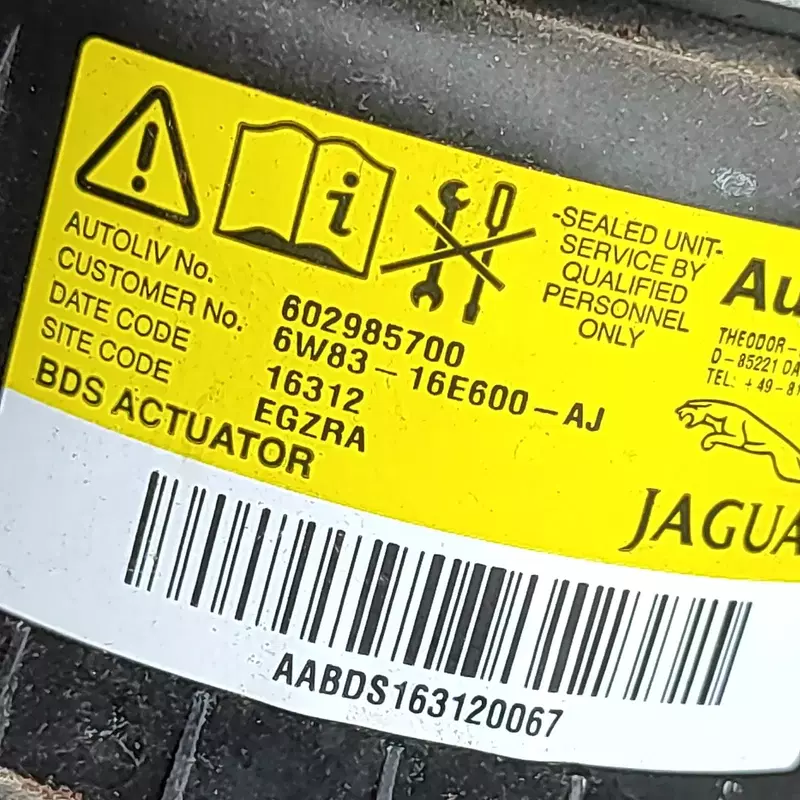 -SEALED UNIT-
SERVICE BY
QUALIFIED
PERSONNEL
ONLY
AUTOLIV No. 602985700
CUSTOMER No. 6W83-16E600-AJ
DATE CODE 16312
SITE CODE EGZRA
BDS ACTUATOR
Au
THEODOR-
D-85221 DA
TEL: +49-8
JAGUA
AABDS163120067